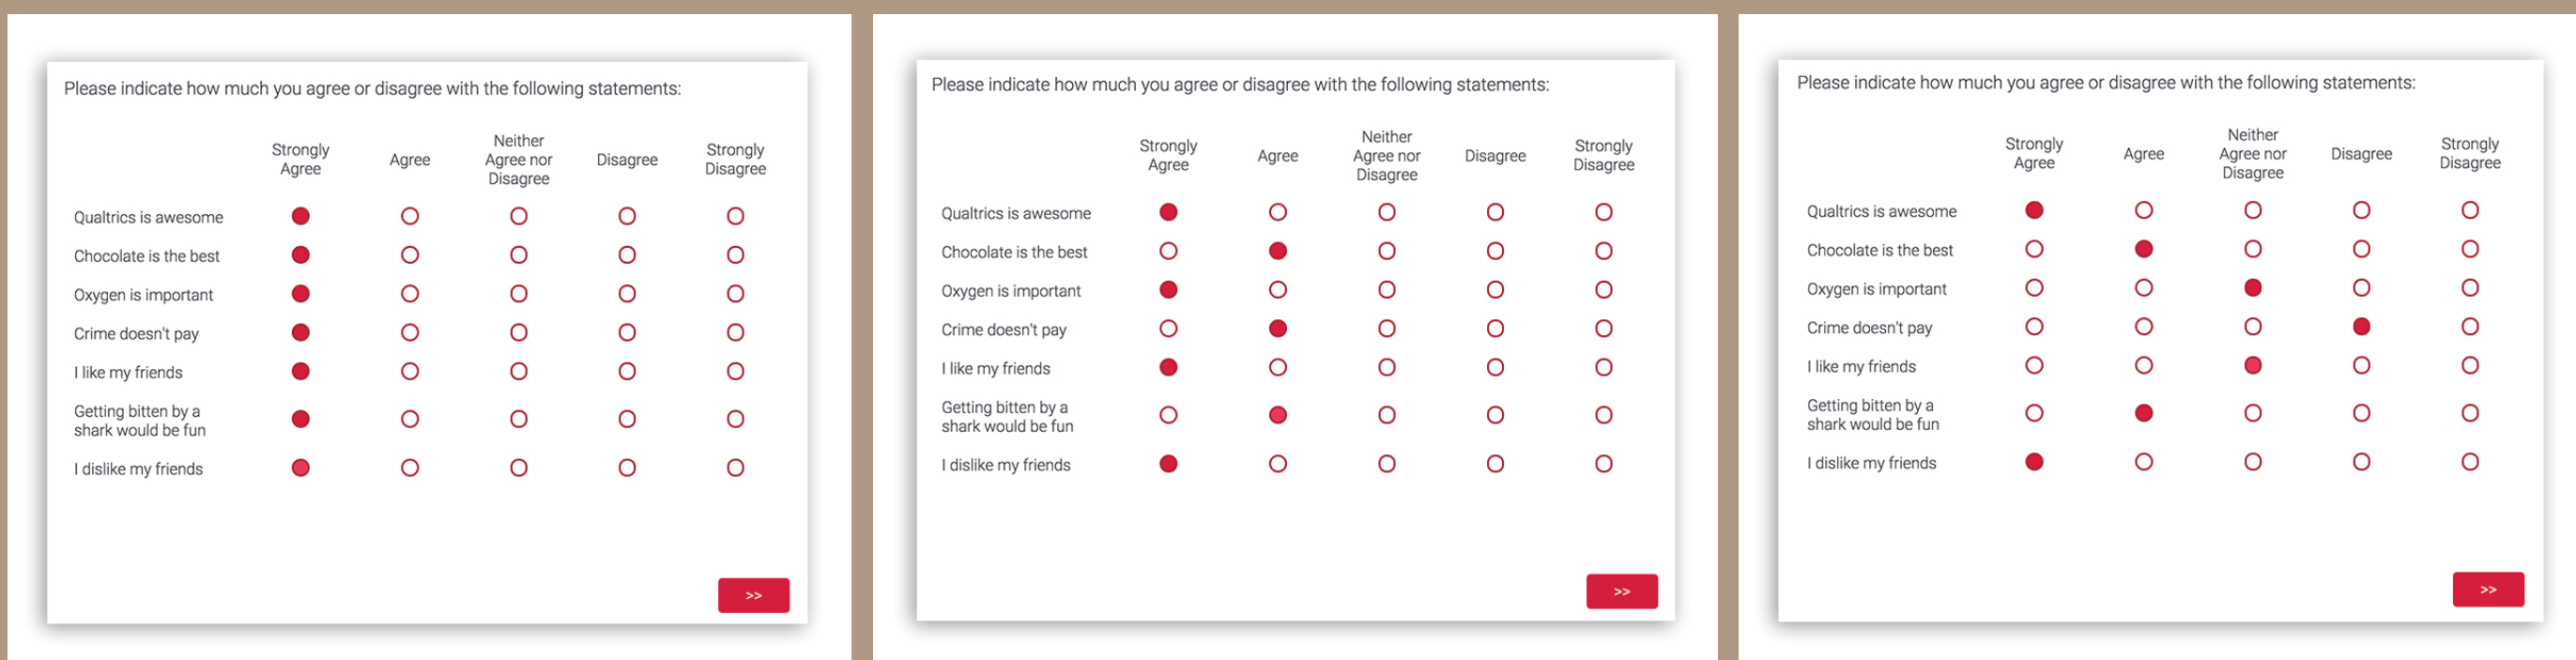 Please indicate how much you agree or disagree with the following statements:
Strongly Agree
Agree
Neither Agree nor Disagree
Disagree
Strongly Disagree
Qualtrics is awesome
Chocolate is the best
Oxygen is important
Crime doesn't pay
I like my friends
Getting bitten by a
shark would be fun
I dislike my friends
>>
Please indicate how much you agree or disagree with the following statements:
Strongly Agree
Agree
Neither Agree nor Disagree
Disagree
Strongly Disagree
Qualtrics is awesome
Chocolate is the best
Oxygen is important
Crime doesn't pay
I like my friends
Getting bitten by a
shark would be fun
I dislike my friends
>>
Please indicate how much you agree or disagree with the following statements:
Strongly Agree
Agree
Neither Agree nor Disagree
Disagree
Strongly Disagree
Qualtrics is awesome
Chocolate is the best
Oxygen is important
Crime doesn't pay
I like my friends
Getting bitten by a
shark would be fun
I dislike my friends
>>